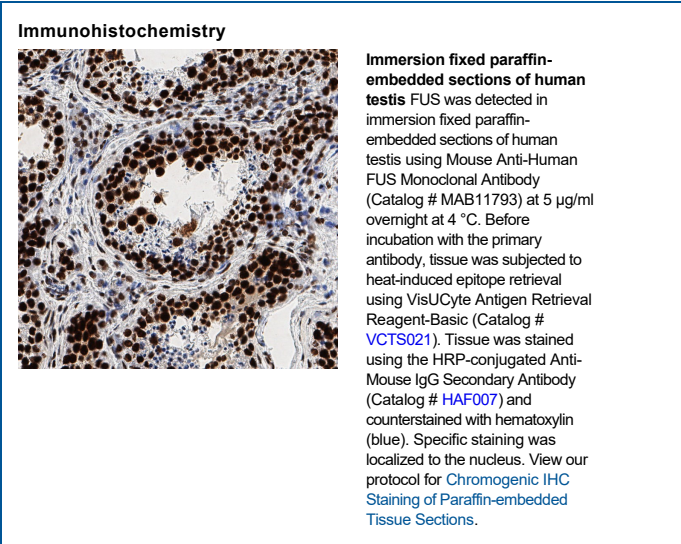 Immunohistochemistry
Immersion fixed paraffin-
embedded sections of human
testis FUS was detected in
immersion fixed paraffin-
embedded sections of human
testis using Mouse Anti-Human
FUS Monoclonal Antibody
(Catalog # MAB11793) at 5 µg/ml
overnight at 4 °C. Before
incubation with the primary
antibody, tissue was subjected to
heat-induced epitope retrieval
using VisUCyte Antigen Retrieval
Reagent-Basic (Catalog #
VCTS021). Tissue was stained
using the HRP-conjugated Anti-
Mouse IgG Secondary Antibody
(Catalog # HAF007) and
counterstained with hematoxylin
(blue). Specific staining was
localized to the nucleus. View our
protocol for Chromogenic IHC
Staining of Paraffin-embedded
Tissue Sections.